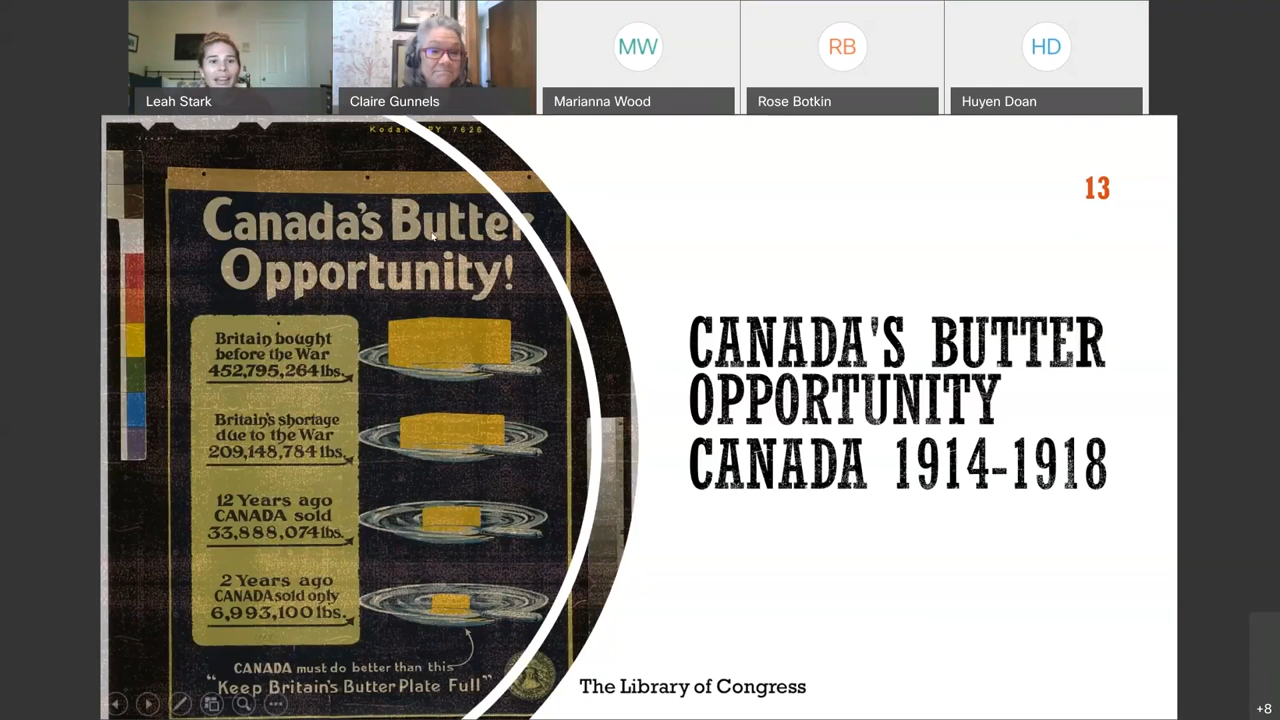 MW
RB
HD
Leah Stark
Claire Gunnels
Marianna Wood
Rose Botkin
Huyen Doan
13
Canada's Butter
Opportunity!
Britain bought
before the War
452,795,264 lbs.
Britain's shortage
due to the War
209,148,784 lbs.
12 Years ago
CANADA sold
33,888,074 lbs.
2 Years ago
CANADA sold only
6,993,100 lbs.
CANADA must do better than this
"Keep Britain's Butter Plate Full"
CANADA'S BUTTER
OPPORTUNITY
CANADA 1914-1918
The Library of Congress
+8